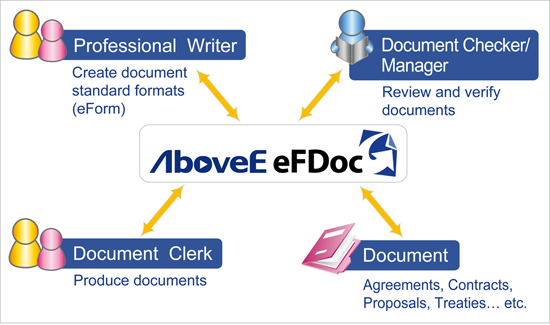 Professional Writer
Create document
standard formats
(eForm)
Document Checker/
Manager
Review and verify
documents
AboveE eFDoc
Document Clerk
Produce documents
Document
Agreements, Contracts,
Proposals, Treaties... etc.